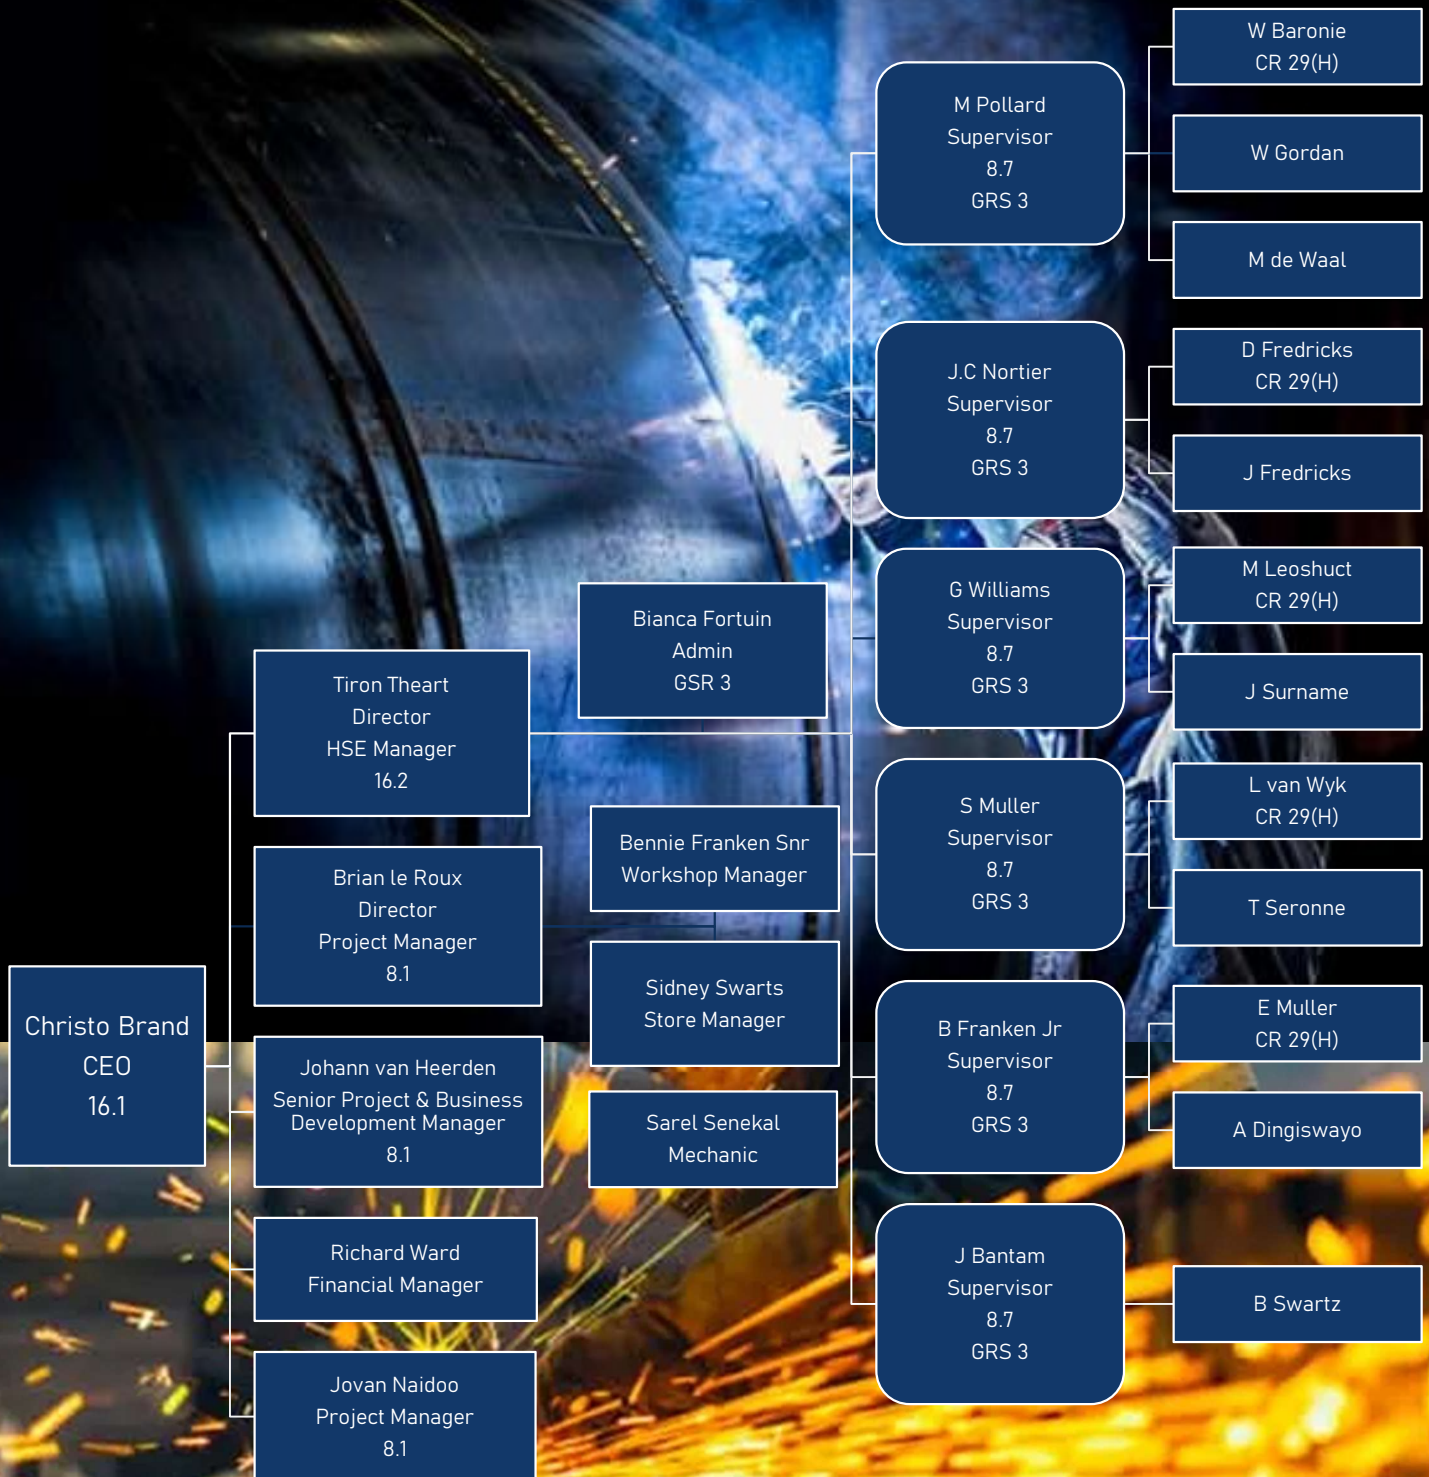 Christo Brand
CEO
16.1
Tiron Theart
Director
HSE Manager
16.2
Brian le Roux
Director
Project Manager
8.1
Johann van Heerden
Senior Project & Business
Development Manager
8.1
Richard Ward
Financial Manager
Jovan Naidoo
Project Manager
8.1
Bianca Fortuin
Admin
GSR 3
Bennie Franken Snr
Workshop Manager
Sidney Swarts
Store Manager
Sarel Senekal
Mechanic
M Pollard
Supervisor
8.7
GRS 3
J.C Nortier
Supervisor
8.7
GRS 3
G Williams
Supervisor
8.7
GRS 3
S Muller
Supervisor
8.7
GRS 3
B Franken Jr
Supervisor
8.7
GRS 3
J Bantam
Supervisor
8.7
GRS 3
W Baronie
CR 29(H)
W Gordan
M de Waal
D Fredricks
CR 29(H)
J Fredricks
M Leoshuct
CR 29(H)
J Surname
L van Wyk
CR 29(H)
T Seronne
E Muller
CR 29(H)
A Dingiswayo
B Swartz